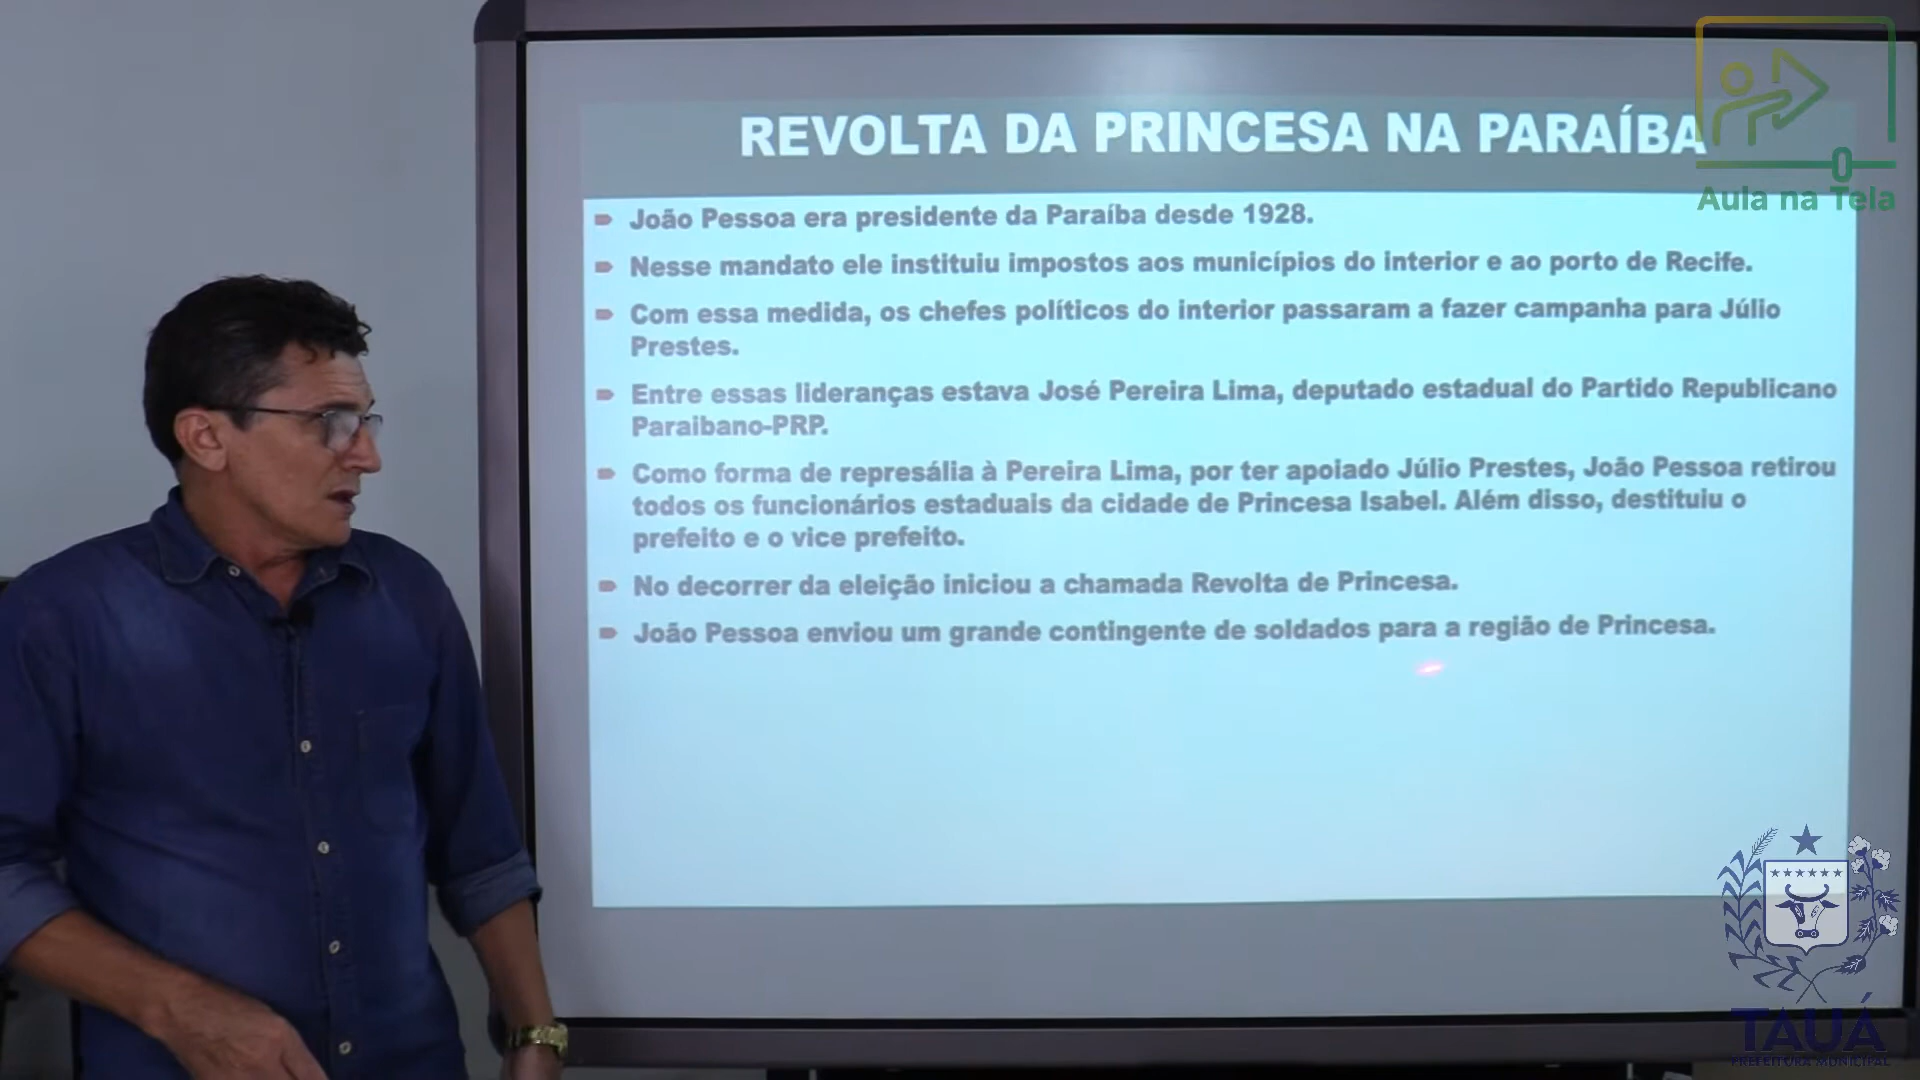 REVOLTA DA PRINCESA NA PARAÍBA
Aula na Tela
João Pessoa era presidente da Paraíba desde 1928.
Nesse mandato ele instituiu impostos aos municípios do interior e ao porto de Recife.
Com essa medida, os chefes políticos do interior passaram a fazer campanha para Júlio
Prestes.
Entre essas lideranças estava José Pereira Lima, deputado estadual do Partido Republicano
Paraibano-PRP.
Como forma de represália à Pereira Lima, por ter apoiado Júlio Prestes, João Pessoa retirou
todos os funcionários estaduais da cidade de Princesa Isabel. Além disso, destituiu o
prefeito e o vice prefeito.
No decorrer da eleição iniciou a chamada Revolta de Princesa.
João Pessoa enviou um grande contingente de soldados para a região de Princesa.
TAUÁ
PREFEITURA MUNICIPAL